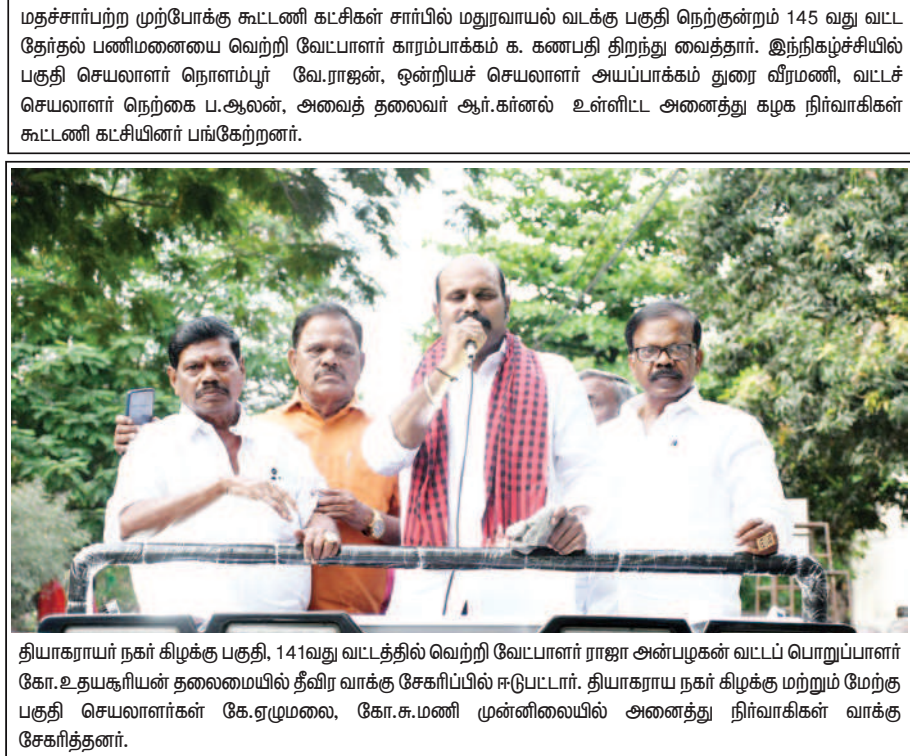 மதச்சார்பற்ற முற்போக்கு கூட்டணி கட்சிகள் சார்பில் மதுரவாயல் வடக்கு பகுதி நெற்குன்றம் 145 வது வட்ட
தேர்தல் பணிமனையை வெற்றி வேட்பாளர் காரம்பாக்கம் க. கணபதி திறந்து வைத்தார். இந்நிகழ்ச்சியில்
பகுதி செயலாளர் நொளம்பூர் வே.ராஜன், ஒன்றியச் செயலாளர் அயப்பாக்கம் துரை வீரமணி, வட்டச்
செயலாளர் நெற்கை ப.ஆலன், அவைத் தலைவர் ஆர்.கர்னல் உள்ளிட்ட அனைத்து கழக நிர்வாகிகள்
கூட்டணி கட்சியினர் பங்கேற்றனர்.
தியாகராயர் நகர் கிழக்கு பகுதி, 141வது வட்டத்தில் வெற்றி வேட்பாளர் ராஜா அன்பழகன் வட்டப் பொறுப்பாளர்
கோ.உதயசூரியன் தலைமையில் தீவிர வாக்கு சேகரிப்பில் ஈடுபட்டார். தியாகராய நகர் கிழக்கு மற்றும் மேற்கு
பகுதி செயலாளர்கள் கே.ஏழுமலை, கோ.சு.மணி முன்னிலையில் அனைத்து நிர்வாகிகள் வாக்கு
சேகரித்தனர்.